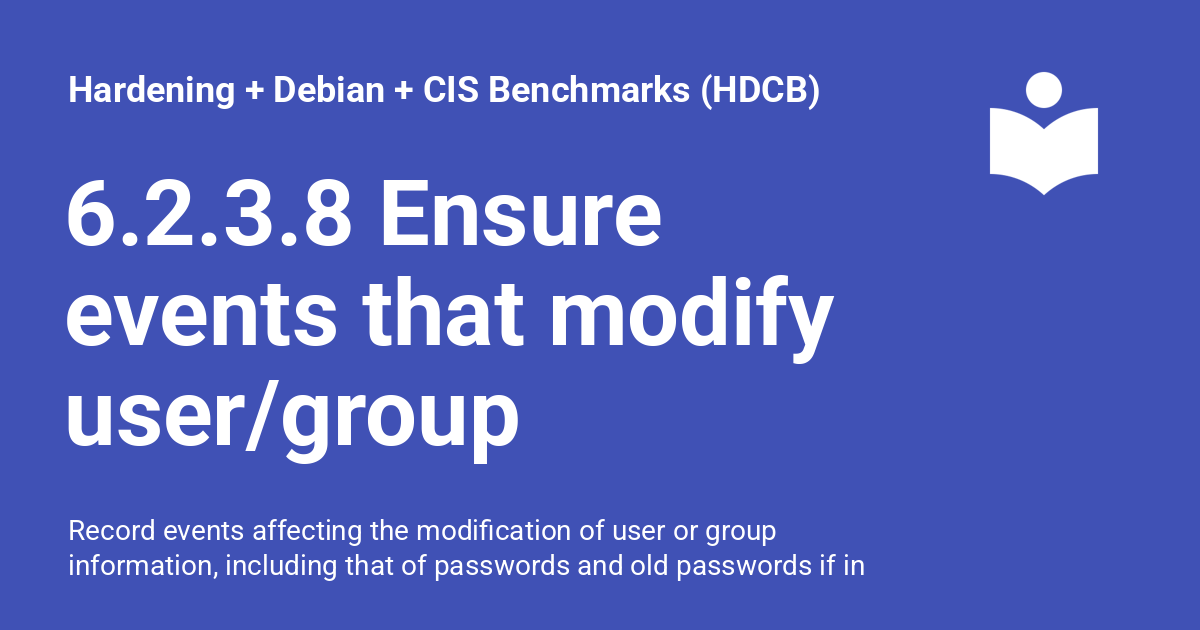 Hardening + Debian + CIS Benchmarks (HDCB)
6.2.3.8 Ensure
events that modify
user/group
Record events affecting the modification of user or group
information, including that of passwords and old passwords if in